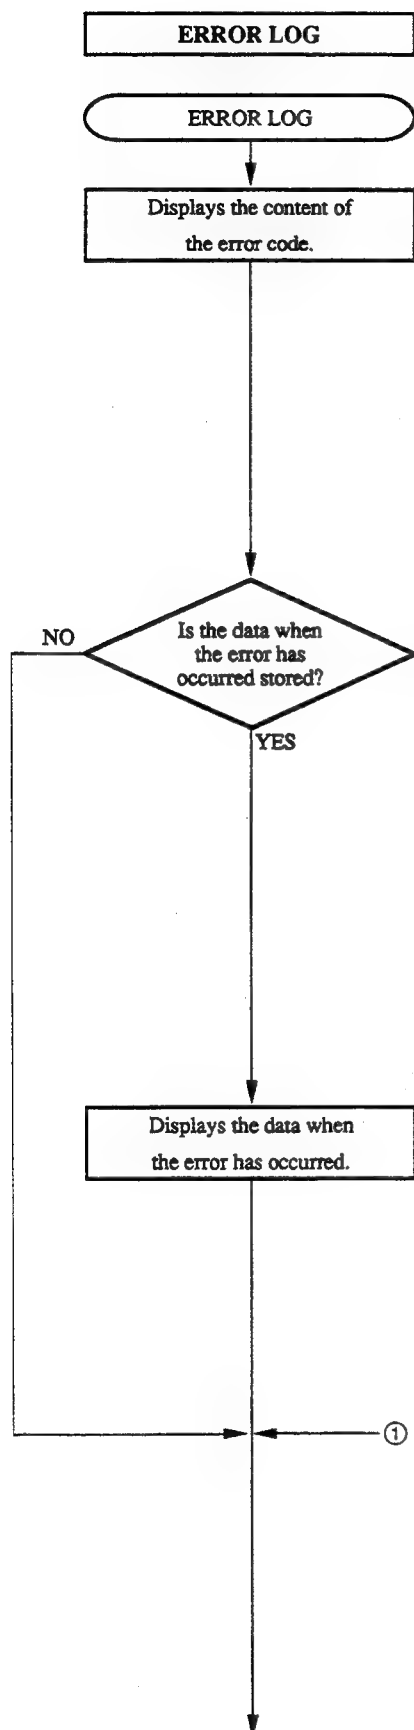 ERROR LOG
ERROR LOG
Displays the content of
the error code.
Is the data when
the error has
occurred stored?
NO
YES
Displays the data when
the error has occurred.
①